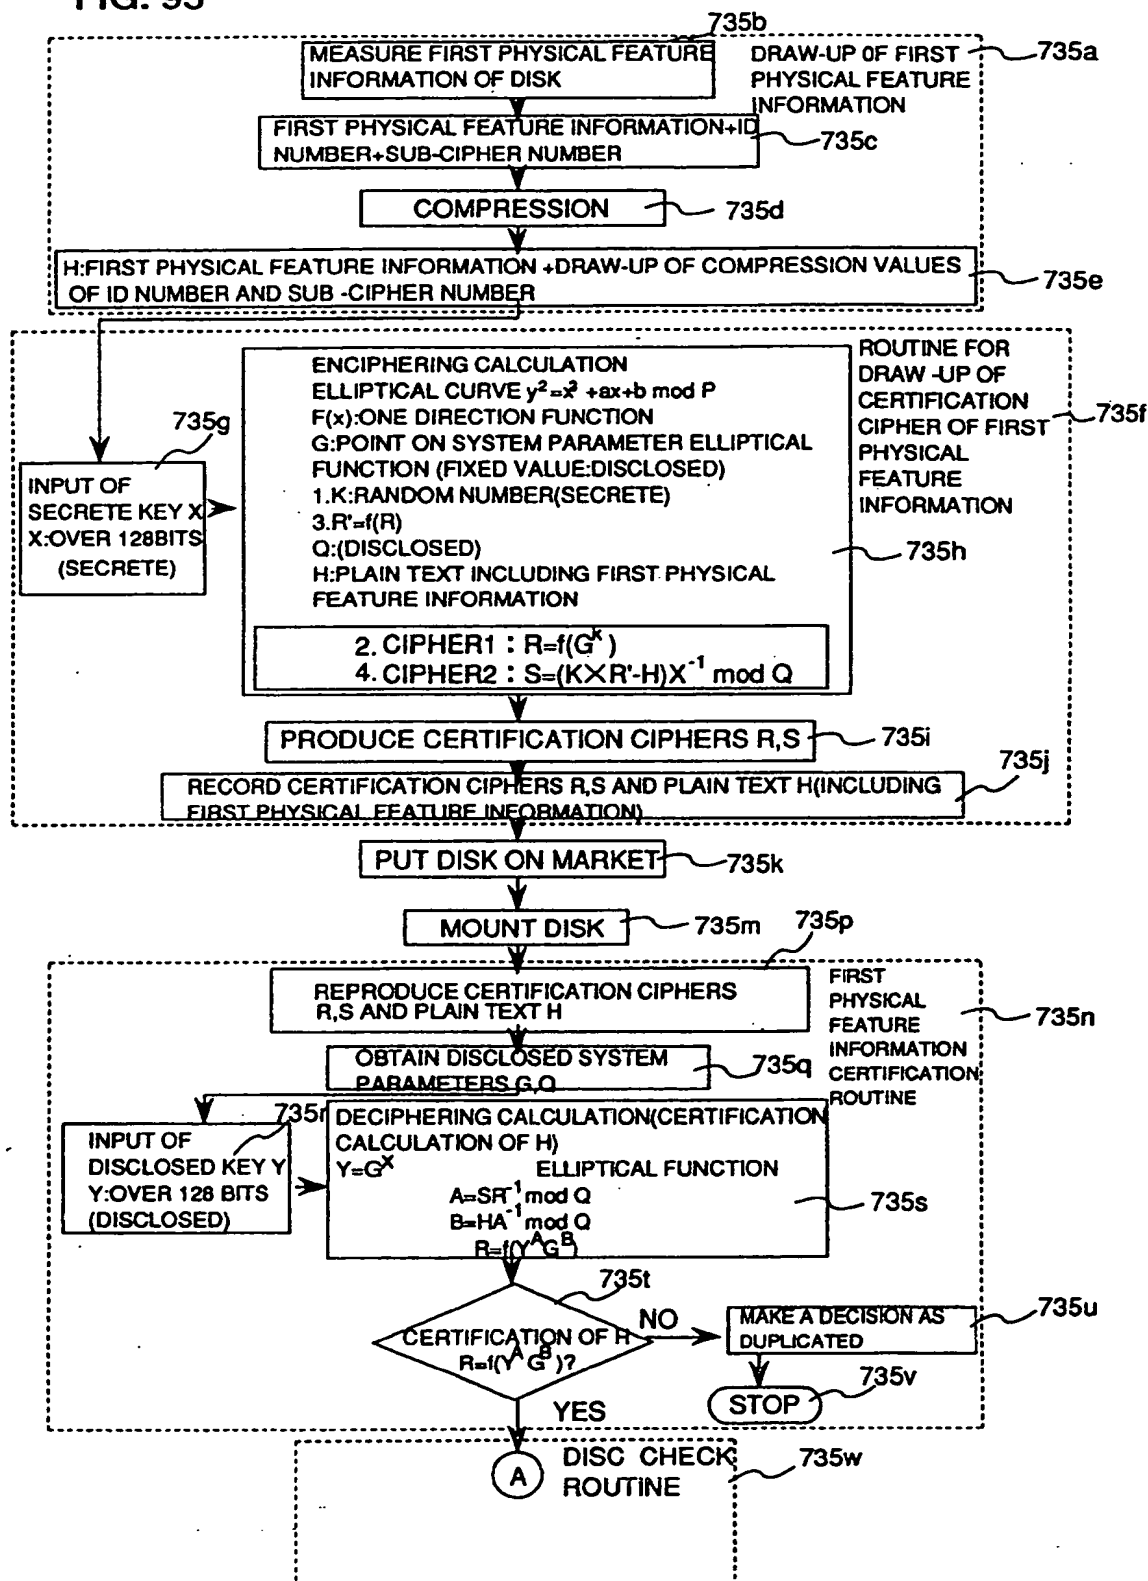 FIG. 93
735b
MEASURE FIRST PHYSICAL FEATURE
INFORMATION OF DISK
DRAW-UP OF FIRST
PHYSICAL FEATURE
INFORMATION
735a
FIRST PHYSICAL FEATURE INFORMATION+ID
NUMBER+SUB-CIPHER NUMBER
735c
COMPRESSION
735d
H:FIRST PHYSICAL FEATURE INFORMATION +DRAW-UP OF COMPRESSION VALUES
OF ID NUMBER AND SUB -CIPHER NUMBER
735e
ROUTINE FOR
DRAW -UP OF
CERTIFICATION
CIPHER OF FIRST
PHYSICAL
FEATURE
INFORMATION
735f
735g
INPUT OF
SECRETE KEY X
X:OVER 128BITS
(SECRETE)
ENCIPHERING CALCULATION
ELLIPTICAL CURVE y²=x³ +ax+b mod P
F(x):ONE DIRECTION FUNCTION
G:POINT ON SYSTEM PARAMETER ELLIPTICAL
FUNCTION (FIXED VALUE:DISCLOSED)
1.K:RANDOM NUMBER(SECRETE)
3.R'=f(R)
Q:(DISCLOSED)
H:PLAIN TEXT INCLUDING FIRST PHYSICAL
FEATURE INFORMATION
735h
2. CIPHER1 : R=f(G^k)
4. CIPHER2 : S=(K×R'-H)X⁻¹ mod Q
PRODUCE CERTIFICATION CIPHERS R,S
735i
735j
RECORD CERTIFICATION CIPHERS R,S AND PLAIN TEXT H(INCLUDING
FIRST PHYSICAL FEATURE INFORMATION)
PUT DISK ON MARKET
735k
MOUNT DISK
735m
735p
REPRODUCE CERTIFICATION CIPHERS
R,S AND PLAIN TEXT H
FIRST
PHYSICAL
FEATURE
INFORMATION
CERTIFICATION
ROUTINE
735n
OBTAIN DISCLOSED SYSTEM
PARAMETERS G,Q
735q
735r
INPUT OF
DISCLOSED KEY Y
Y:OVER 128 BITS
(DISCLOSED)
DECIPHERING CALCULATION(CERTIFICATION
CALCULATION OF H)
Y=G^X ELLIPTICAL FUNCTION
A=SR⁻¹ mod Q
B=HA⁻¹ mod Q
R=f(Y^A G^B)
735s
735t
CERTIFICATION OF H
R=f(Y^A G^B)?
NO
MAKE A DECISION AS
DUPLICATED
735u
735v
STOP
YES
A
DISC CHECK
ROUTINE
735w